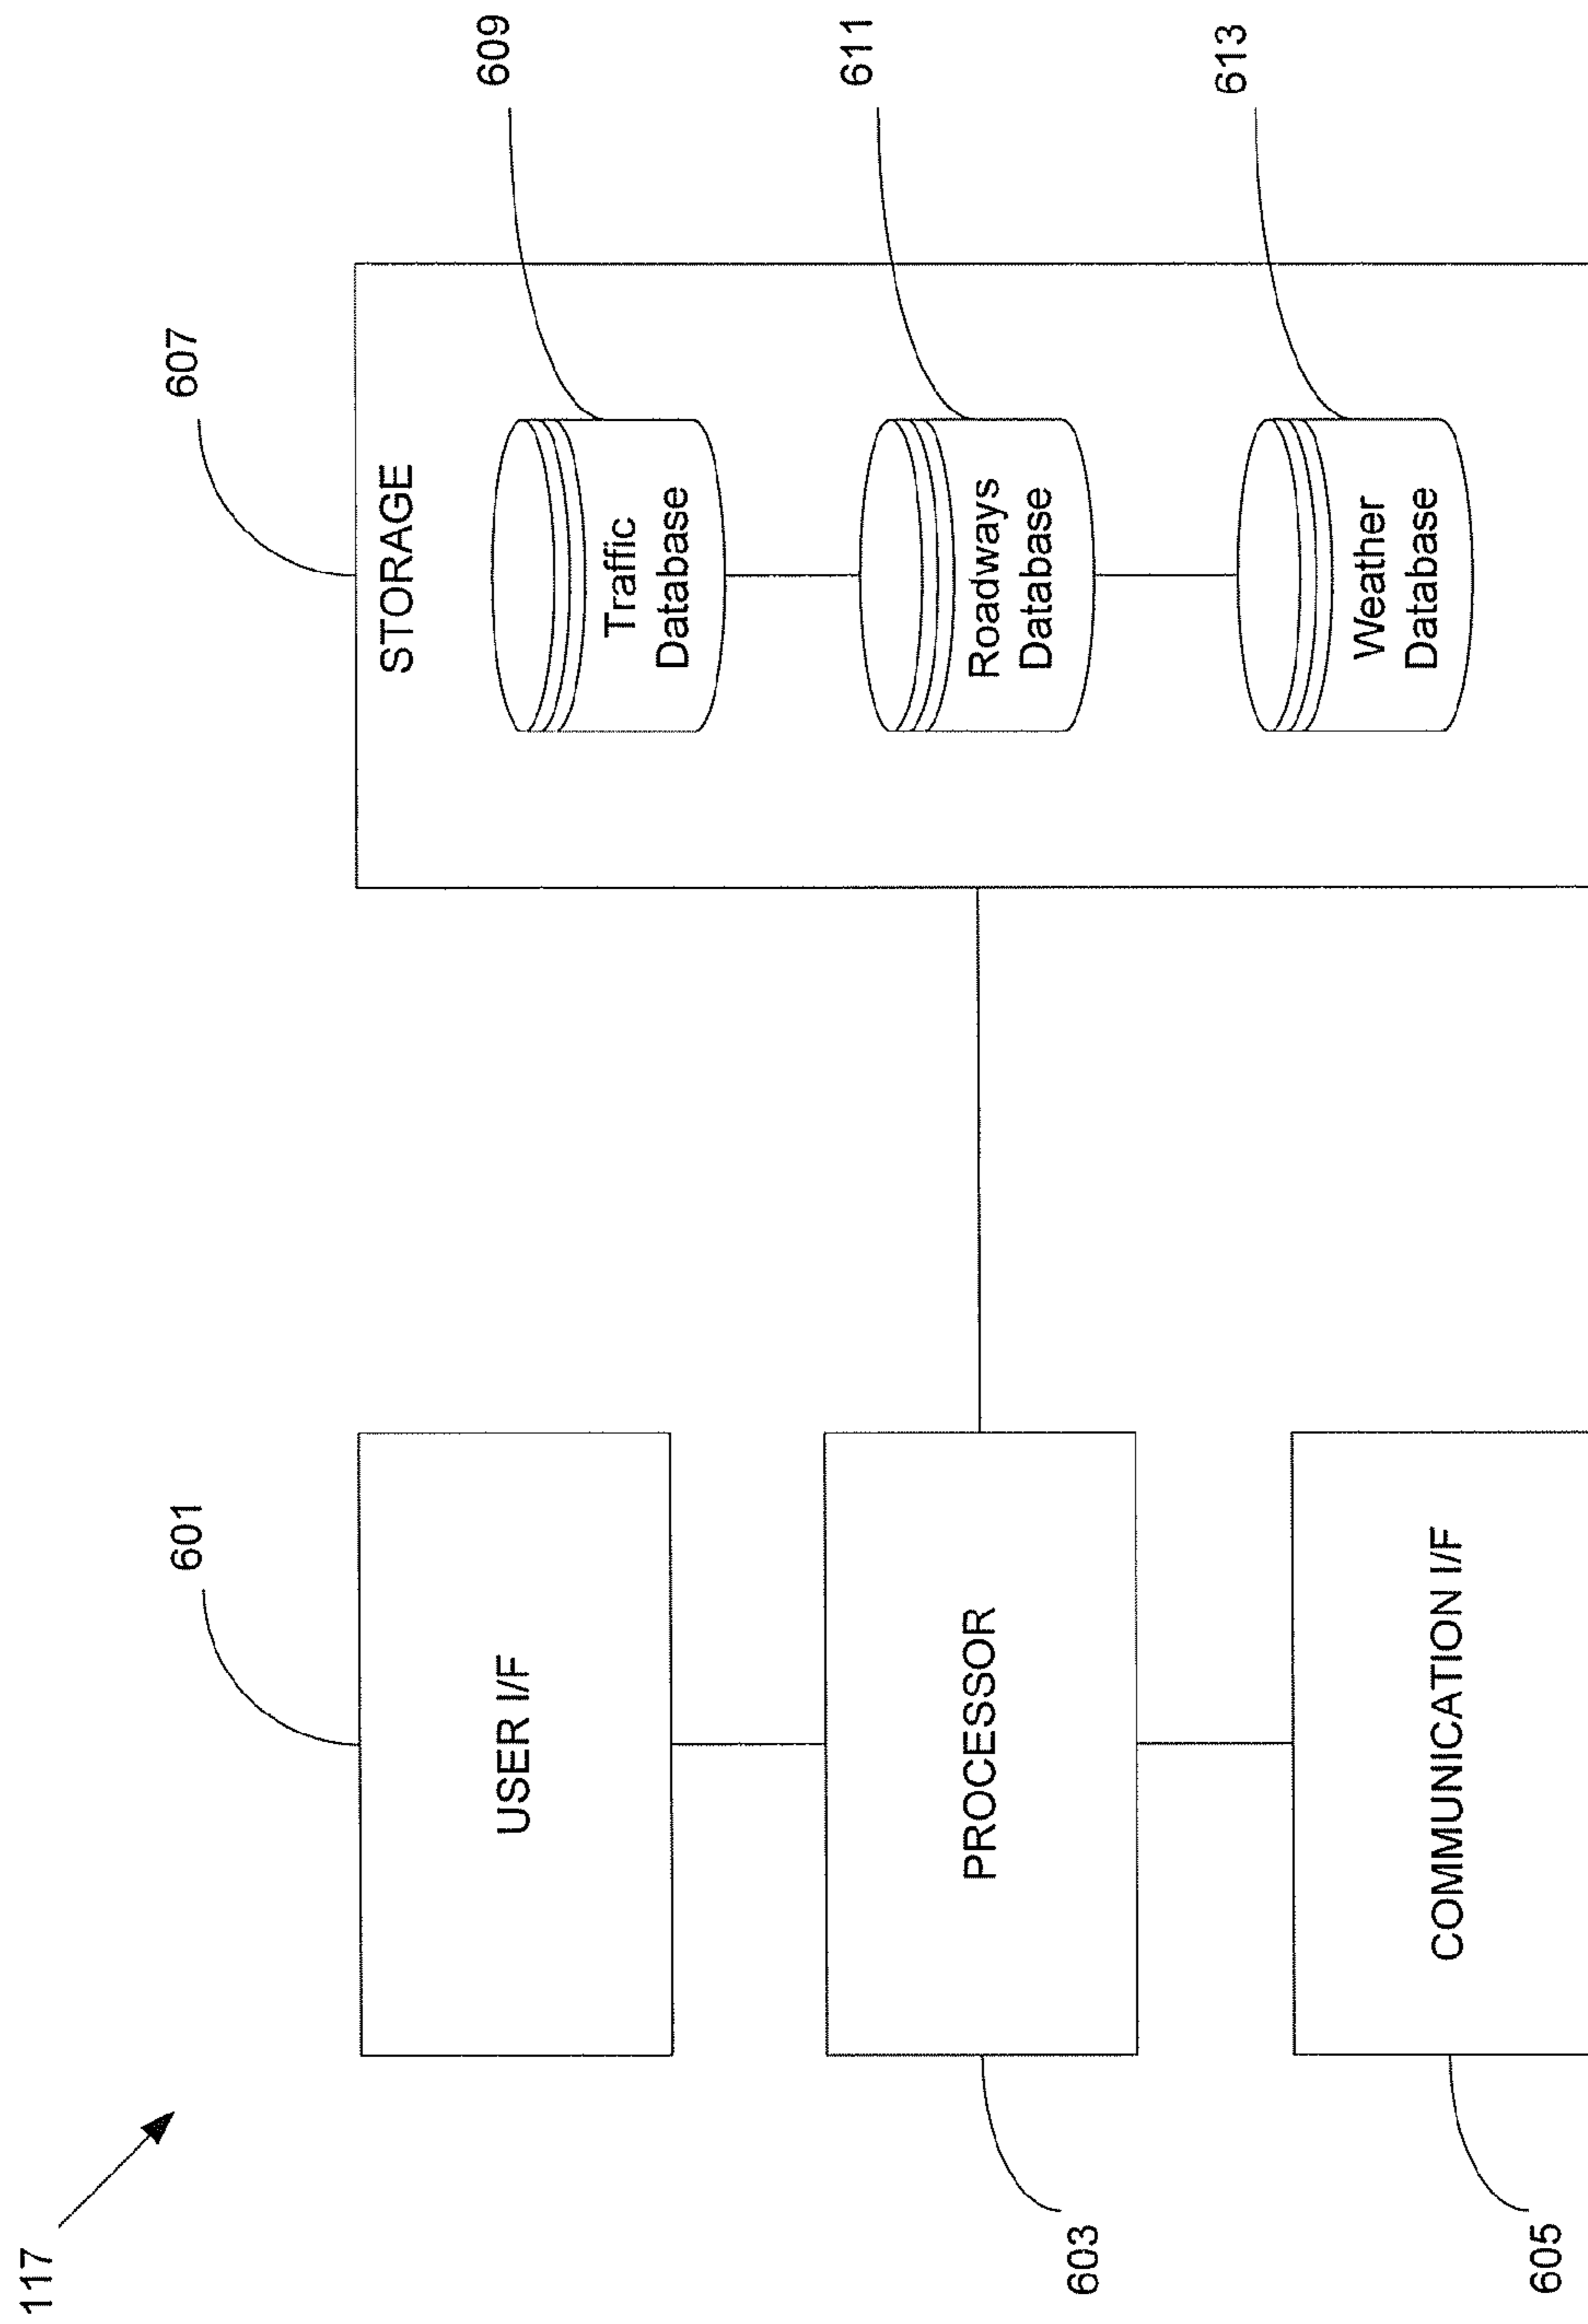 117
601
USER I/F
PROCESSOR
603
COMMUNICATION I/F
605
607
STORAGE
Traffic
Database
609
Roadways
Database
611
Weather
Database
613